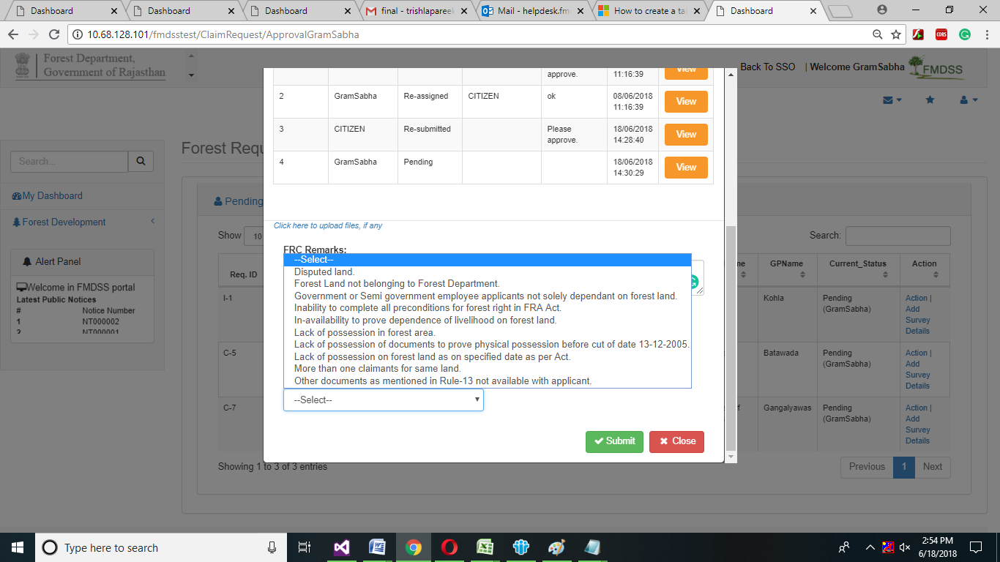 Dashboard
Dashboard
Dashboard
final - trishlapareek
Mail - helpdesk.fm
How to create a tal
Dashboard
10.68.128.101/fmdsstest/ClaimRequest/ApprovalGramSabha
CORS
Forest Department,
Government of Rajasthan
Back To SSO | Welcome GramSabha
FMDSS
Search...
My Dashboard
Forest Development
Alert Panel
Welcome in FMDSS portal
Latest Public Notices
# Notice Number
1 NT000002
2 NT000001
Forest Requ
Pending
Show 10
Search:
Req. ID
me GPName Current_Status Action
I-1 Kohla Pending (GramSabha) Action | Add Survey Details
C-5 Batawada Pending (GramSabha) Action | Add Survey Details
C-7 Gangalyawas Pending (GramSabha) Action | Add Survey Details
Showing 1 to 3 of 3 entries
Previous 1 Next
approve. 11:16:39 View
2 GramSabha Re-assigned CITIZEN ok 08/06/2018 11:16:39 View
3 CITIZEN Re-submitted Please approve. 18/06/2018 14:28:40 View
4 GramSabha Pending 18/06/2018 14:30:29 View
Click here to upload files, if any
FRC Remarks:
--Select--
Disputed land.
Forest Land not belonging to Forest Department.
Government or Semi government employee applicants not solely dependant on forest land.
Inability to complete all preconditions for forest right in FRA Act.
In-availability to prove dependence of livelihood on forest land.
Lack of possession in forest area.
Lack of possession of documents to prove physical possession before cut of date 13-12-2005.
Lack of possession on forest land as on specified date as per Act.
More than one claimants for same land.
Other documents as mentioned in Rule-13 not available with applicant.
--Select--
Submit
Close
Type here to search
2:54 PM
6/18/2018